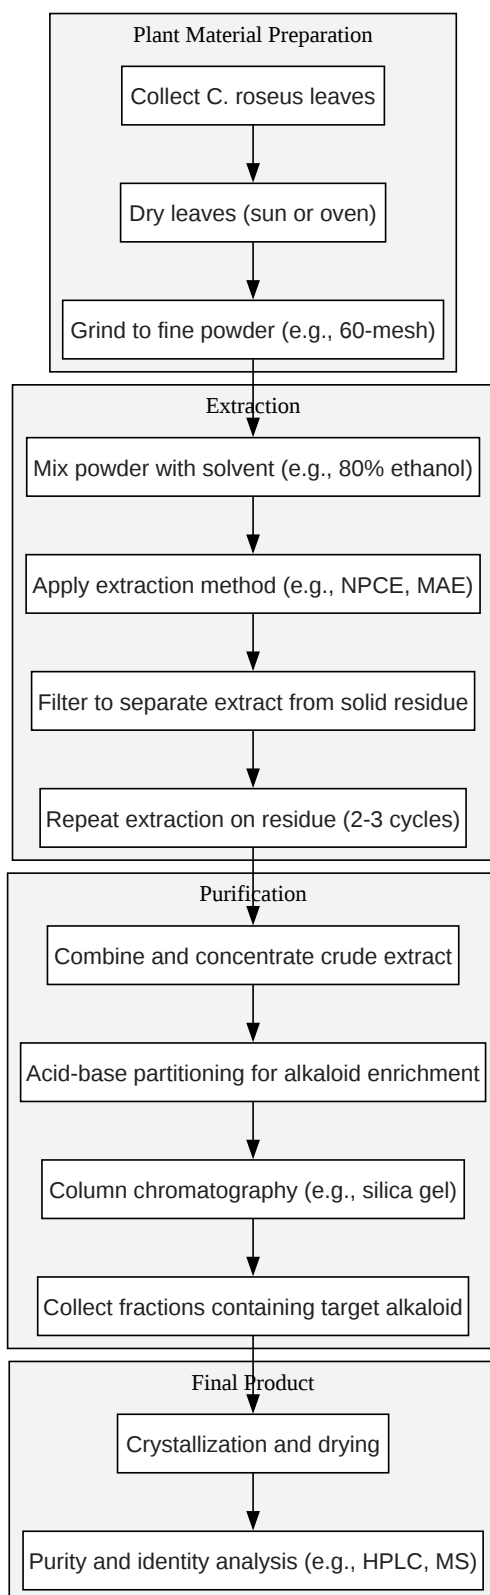 Plant Material Preparation
Collect C. roseus leaves
Dry leaves (sun or oven)
Grind to fine powder (e.g., 60-mesh)
Extraction
Mix powder with solvent (e.g., 80% ethanol)
Apply extraction method (e.g., NPCE, MAE)
Filter to separate extract from solid residue
Repeat extraction on residue (2-3 cycles)
Purification
Combine and concentrate crude extract
Acid-base partitioning for alkaloid enrichment
Column chromatography (e.g., silica gel)
Collect fractions containing target alkaloid
Final Product
Crystallization and drying
Purity and identity analysis (e.g., HPLC, MS)